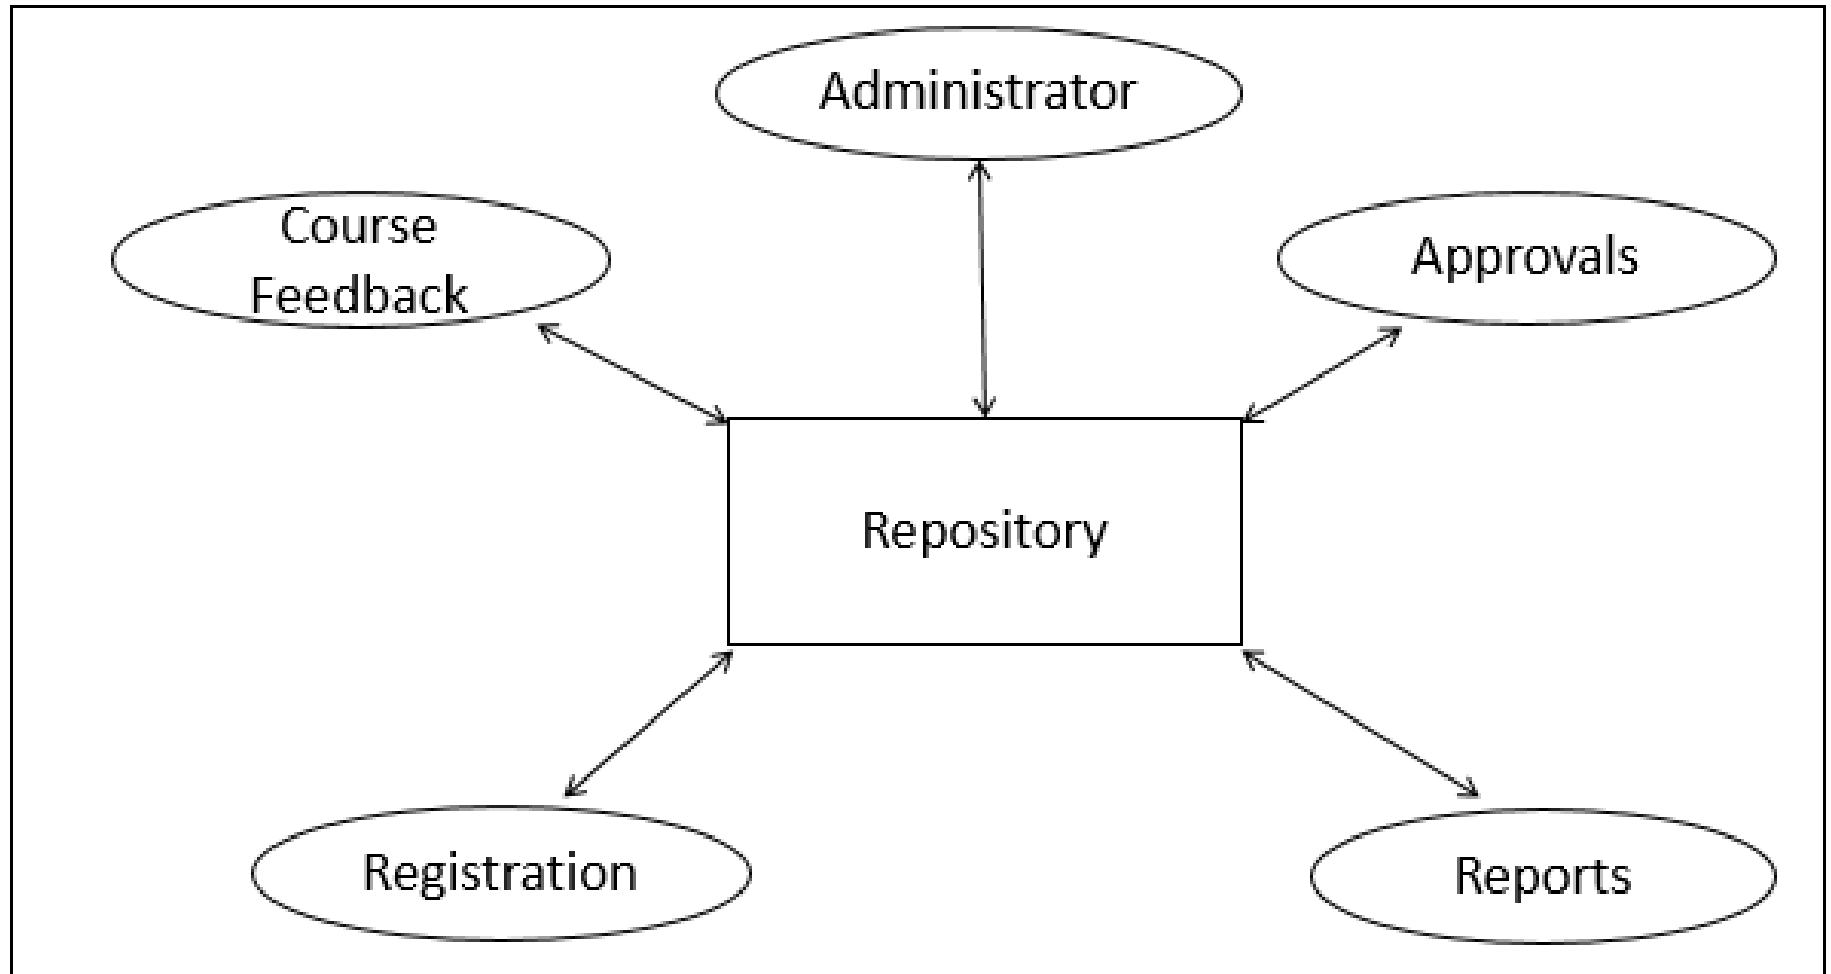 Administrator
Course
Feedback
Approvals
Repository
Registration
Reports